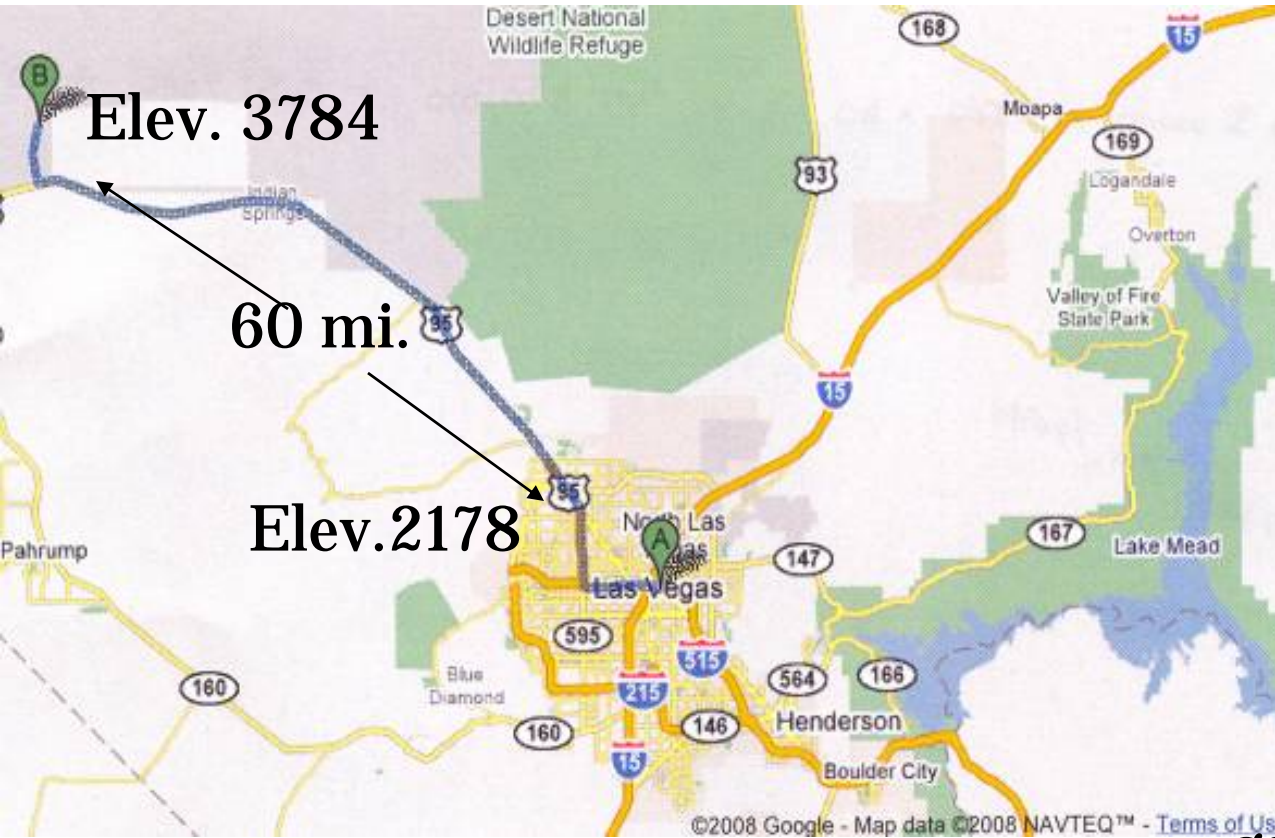 Desert National
Wildlife Refuge
168
15
B
Elev. 3784
Moapa
169
93
Logandale
Indian
Springs
Overton
Valley of Fire
State Park
60 mi.
95
15
95
Elev.2178
North Las
Vegas
A
167
Lake Mead
Pahrump
147
Las Vegas
595
515
Blue
Diamond
564
166
160
215
160
146
Henderson
15
Boulder City
©2008 Google - Map data ©2008 NAVTEQ™ - Terms of Us